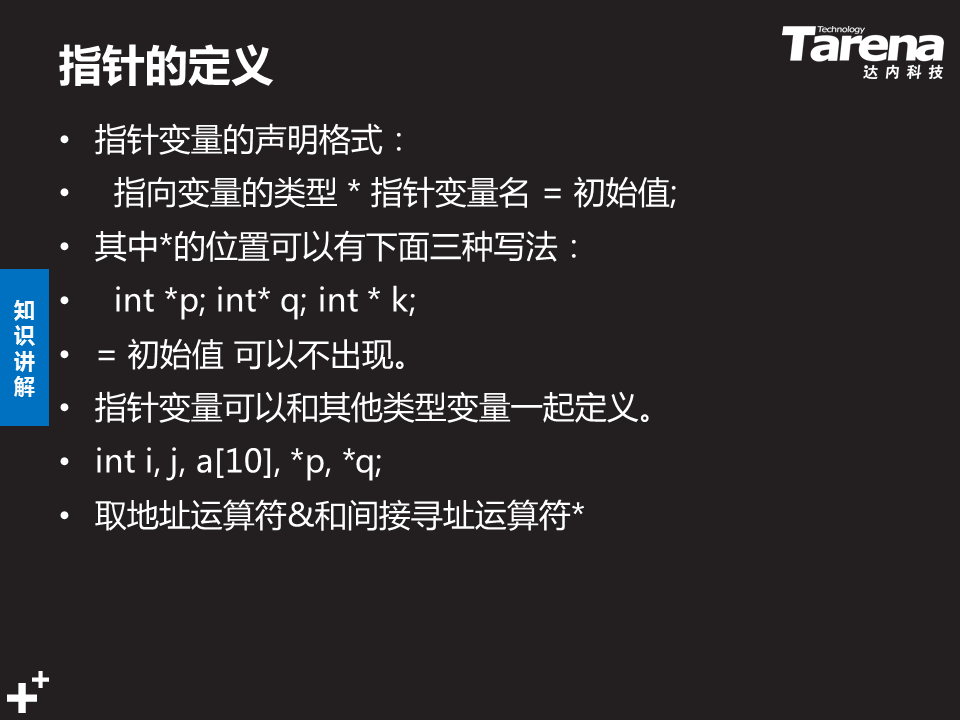 指针的定义
Technology
Tarena
达内科技
• 指针变量的声明格式：
• 指向变量的类型 * 指针变量名 = 初始值;
• 其中*的位置可以有下面三种写法：
• int *p; int* q; int * k;
• = 初始值 可以不出现。
• 指针变量可以和其他类型变量一起定义。
• int i, j, a[10], *p, *q;
• 取地址运算符&和间接寻址运算符*
知识讲解